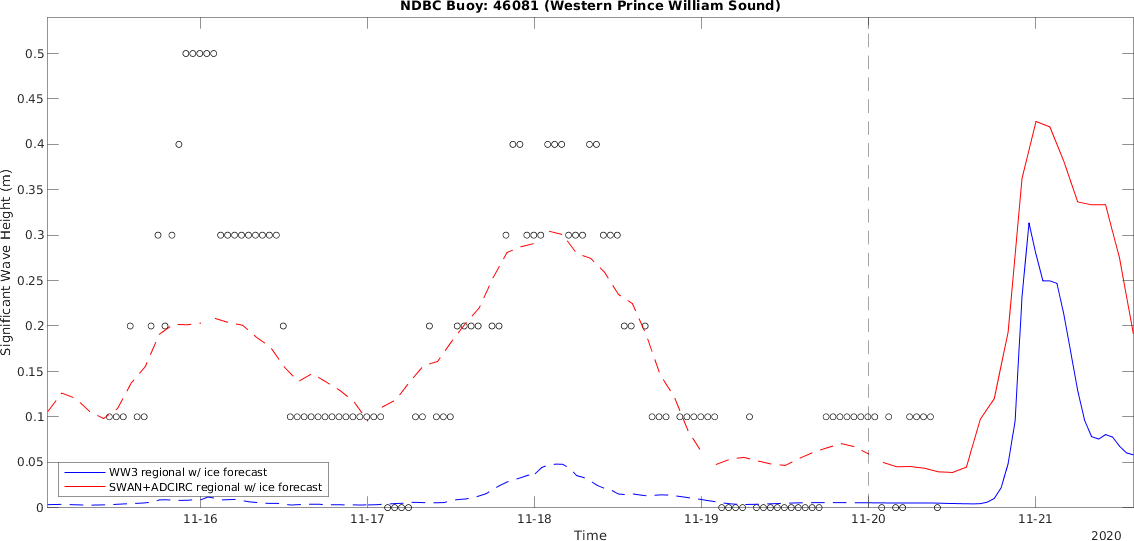 NDBC Buoy: 46081 (Western Prince William Sound)
0.5
0.45
0.4
0.35
0.3
0.25
0.2
0.15
0.1
0.05
0
Significant Wave Height (m)
WW3 regional w/ ice forecast
SWAN+ADCIRC regional w/ ice forecast
11-16 11-17 11-18 11-19 11-20 11-21
Time
2020